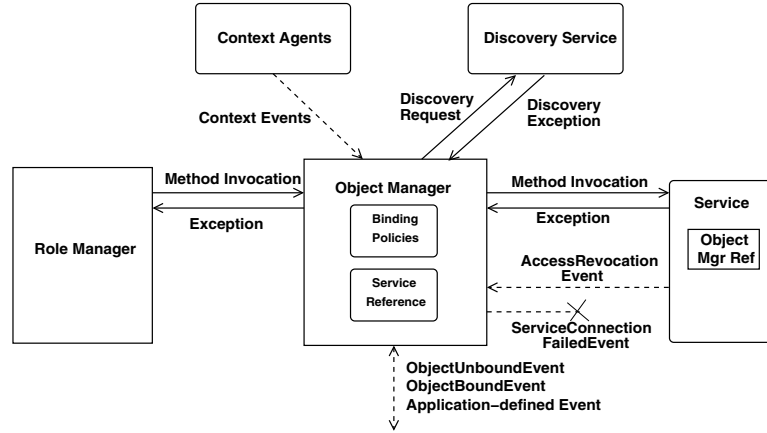 Context Agents
Discovery Service
Context Events
Discovery
Request
Discovery
Exception
Role Manager
Method Invocation
Exception
Object Manager
Binding
Policies
Service
Reference
Method Invocation
Exception
AccessRevocation
Event
ServiceConnection
FailedEvent
Service
Object
Mgr Ref
ObjectUnboundEvent
ObjectBoundEvent
Application−defined Event